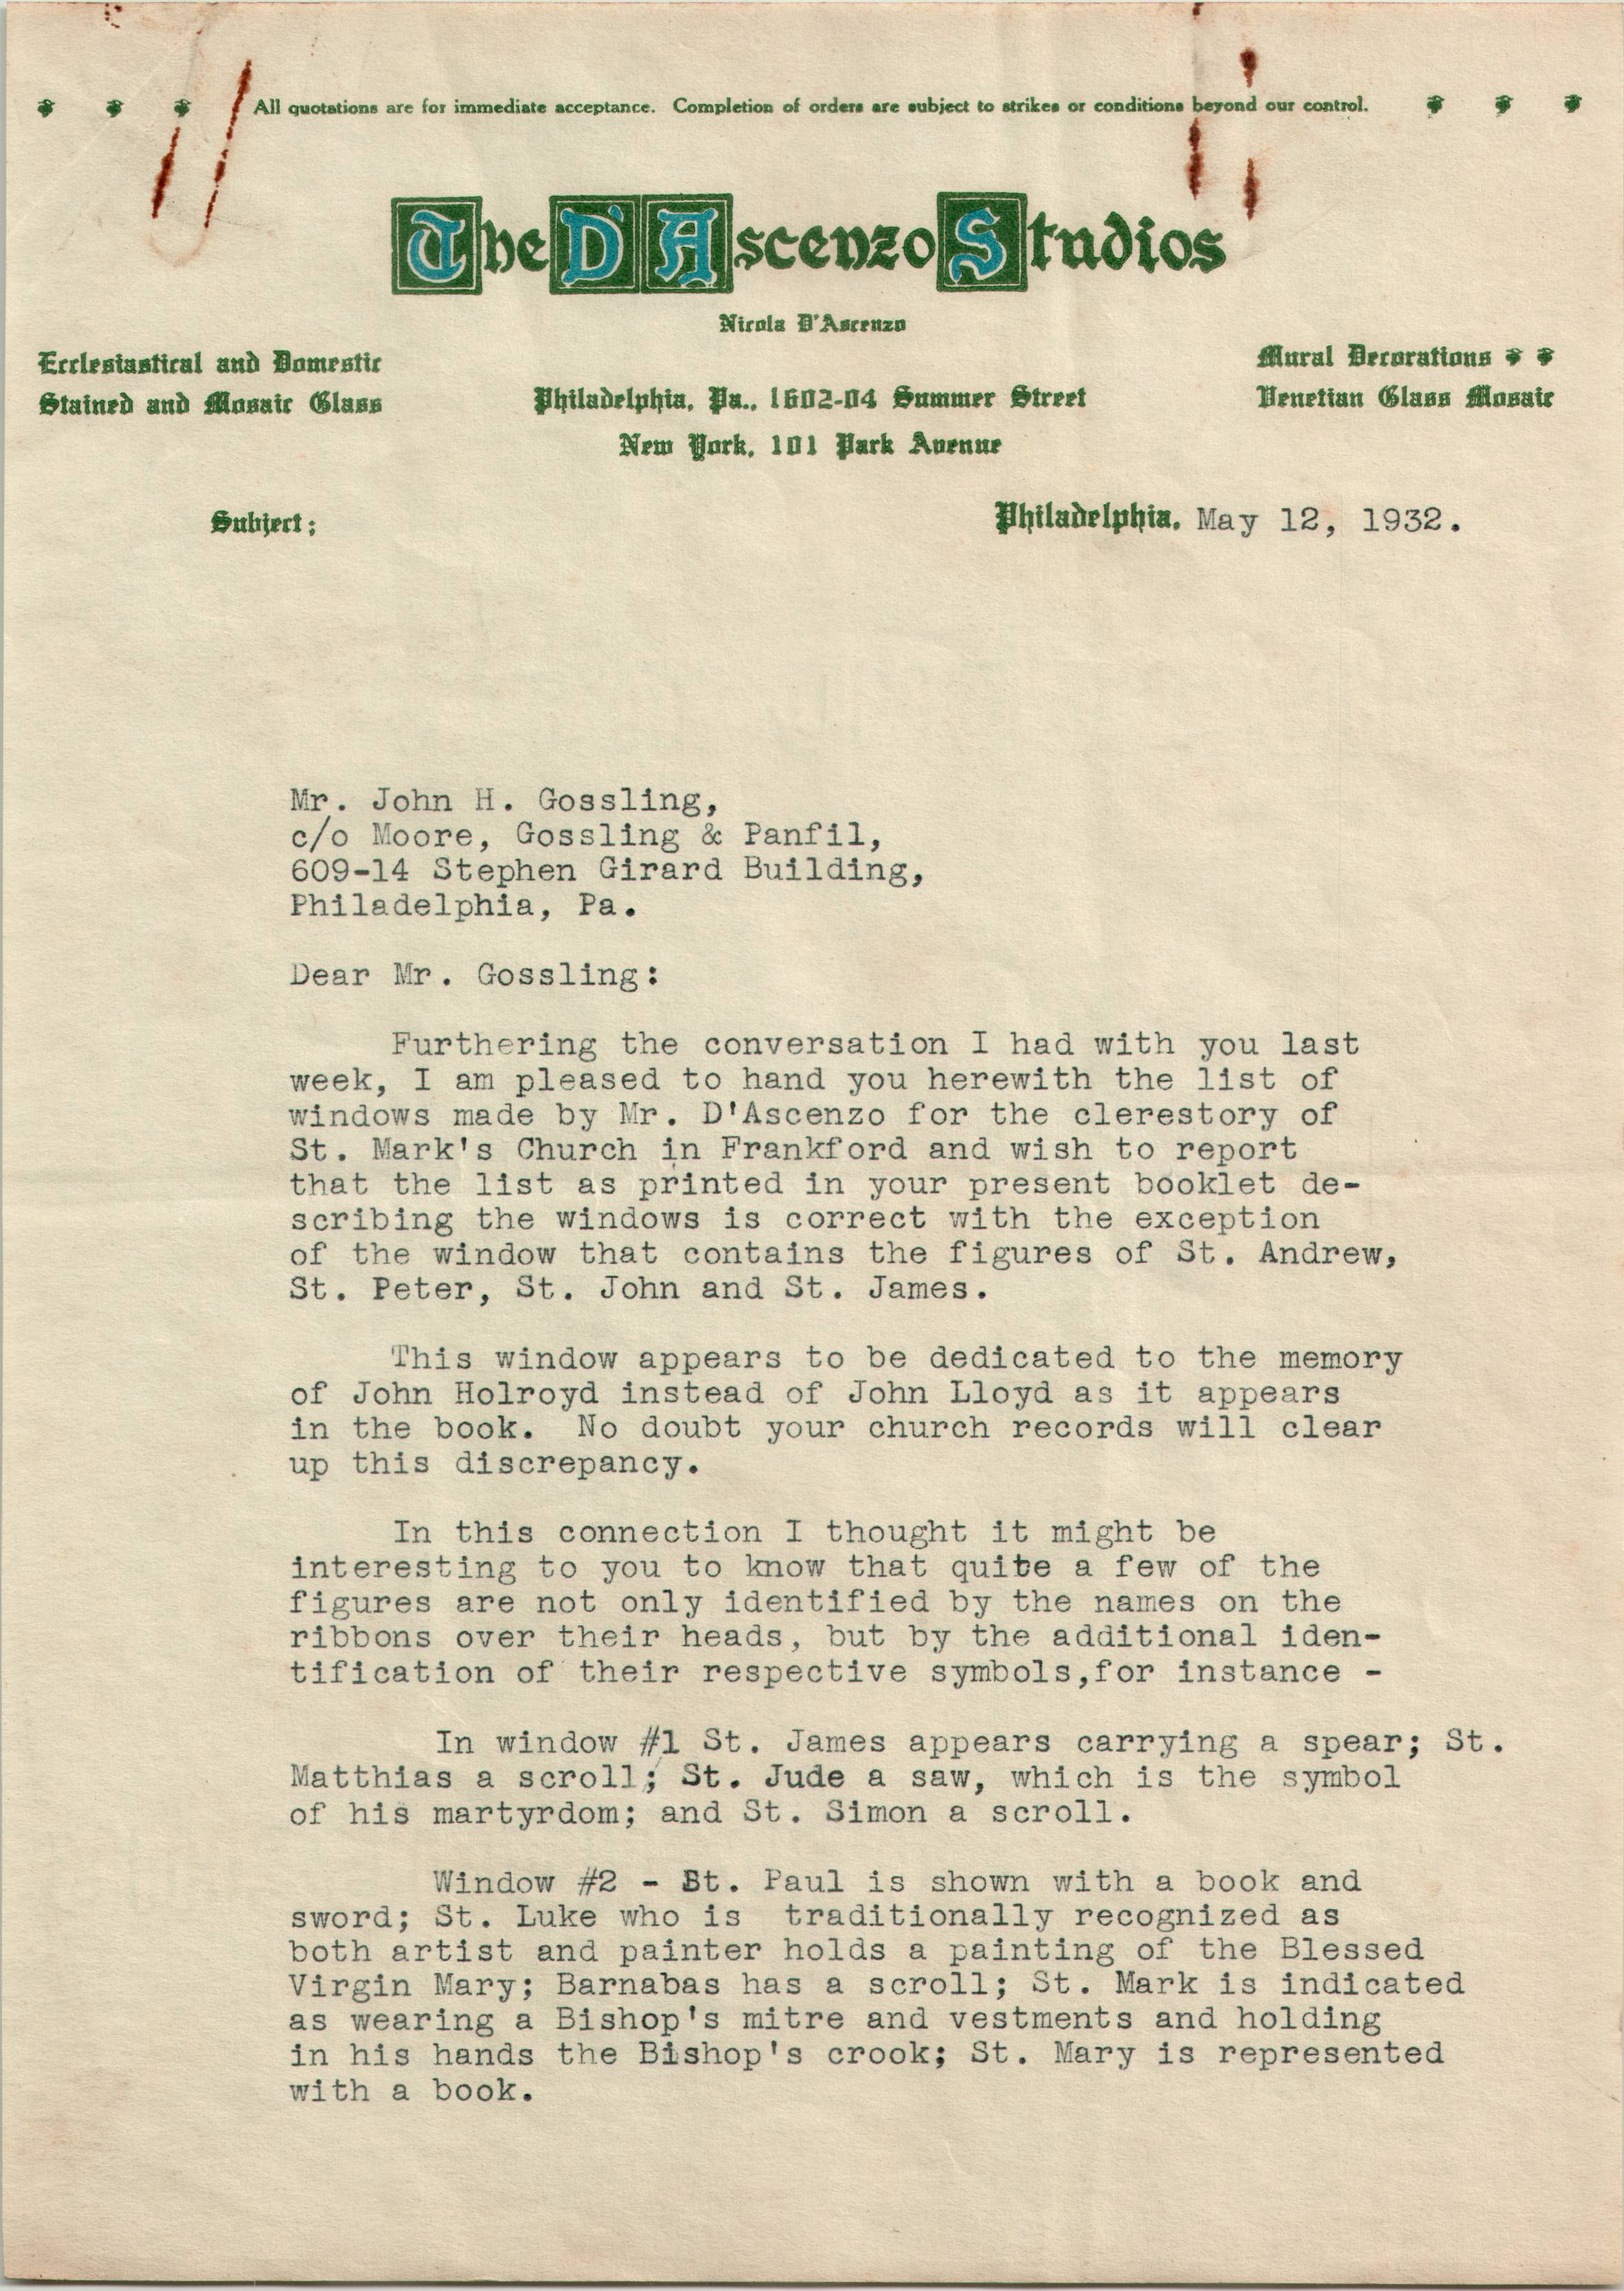 All quotations are for immediate acceptance. Completion of orders are subject to strikes or conditions beyond our control.
The D'Ascenzo Studios
Nicola D'Ascenzo
Ecclesiastical and Domestic
Stained and Mosaic Glass
Mural Decorations
Venetian Glass Mosaic
Philadelphia, Pa., 1602-04 Summer Street
New York, 101 Park Avenue
Subject:
Philadelphia, May 12, 1932.
Mr. John H. Gossling,
c/o Moore, Gossling & Panfil,
609-14 Stephen Girard Building,
Philadelphia, Pa.
Dear Mr. Gossling:
Furthering the conversation I had with you last
week, I am pleased to hand you herewith the list of
windows made by Mr. D'Ascenzo for the clerestory of
St. Mark's Church in Frankford and wish to report
that the list as printed in your present booklet de-
scribing the windows is correct with the exception
of the window that contains the figures of St. Andrew,
St. Peter, St. John and St. James.
This window appears to be dedicated to the memory
of John Holroyd instead of John Lloyd as it appears
in the book. No doubt your church records will clear
up this discrepancy.
In this connection I thought it might be
interesting to you to know that quite a few of the
figures are not only identified by the names on the
ribbons over their heads, but by the additional iden-
tification of their respective symbols,for instance -
In window #1 St. James appears carrying a spear; St.
Matthias a scroll; St. Jude a saw, which is the symbol
of his martyrdom; and St. Simon a scroll.
Window #2 - St. Paul is shown with a book and
sword; St. Luke who is traditionally recognized as
both artist and painter holds a painting of the Blessed
Virgin Mary; Barnabas has a scroll; St. Mark is indicated
as wearing a Bishop's mitre and vestments and holding
in his hands the Bishop's crook; St. Mary is represented
with a book.